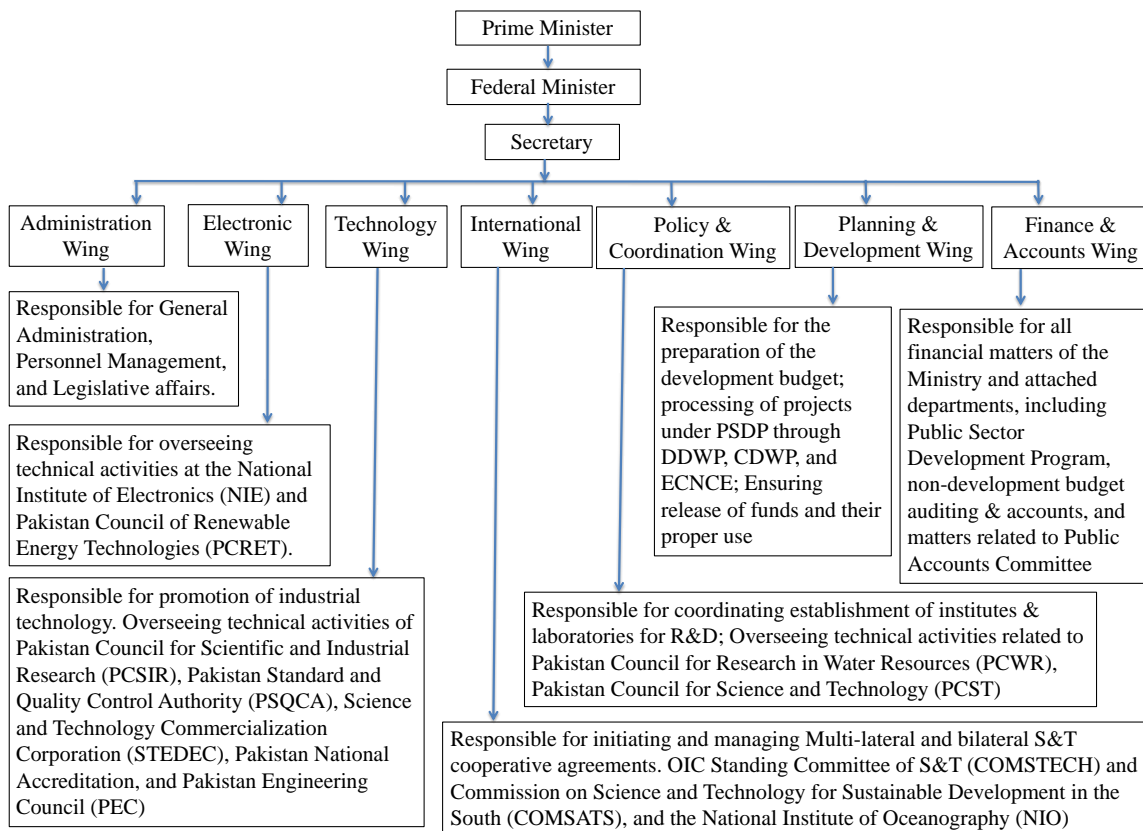 Prime Minister
Federal Minister
Secretary
Administration
Wing
Electronic
Wing
Technology
Wing
International
Wing
Policy &
Coordination Wing
Planning &
Development Wing
Finance &
Accounts Wing
Responsible for General
Administration,
Personnel Management,
and Legislative affairs.
Responsible for the
preparation of the
development budget;
processing of projects
under PSDP through
DDWP, CDWP, and
ECNCE; Ensuring
release of funds and their
proper use
Responsible for all
financial matters of the
Ministry and attached
departments, including
Public Sector
Development Program,
non-development budget
auditing & accounts, and
matters related to Public
Accounts Committee
Responsible for overseeing
technical activities at the National
Institute of Electronics (NIE) and
Pakistan Council of Renewable
Energy Technologies (PCRET).
Responsible for promotion of industrial
technology. Overseeing technical activities of
Pakistan Council for Scientific and Industrial
Research (PCSIR), Pakistan Standard and
Quality Control Authority (PSQCA), Science
and Technology Commercialization
Corporation (STEDEC), Pakistan National
Accreditation, and Pakistan Engineering
Council (PEC)
Responsible for coordinating establishment of institutes &
laboratories for R&D; Overseeing technical activities related to
Pakistan Council for Research in Water Resources (PCWR),
Pakistan Council for Science and Technology (PCST)
Responsible for initiating and managing Multi-lateral and bilateral S&T
cooperative agreements. OIC Standing Committee of S&T (COMSTECH) and
Commission on Science and Technology for Sustainable Development in the
South (COMSATS), and the National Institute of Oceanography (NIO)